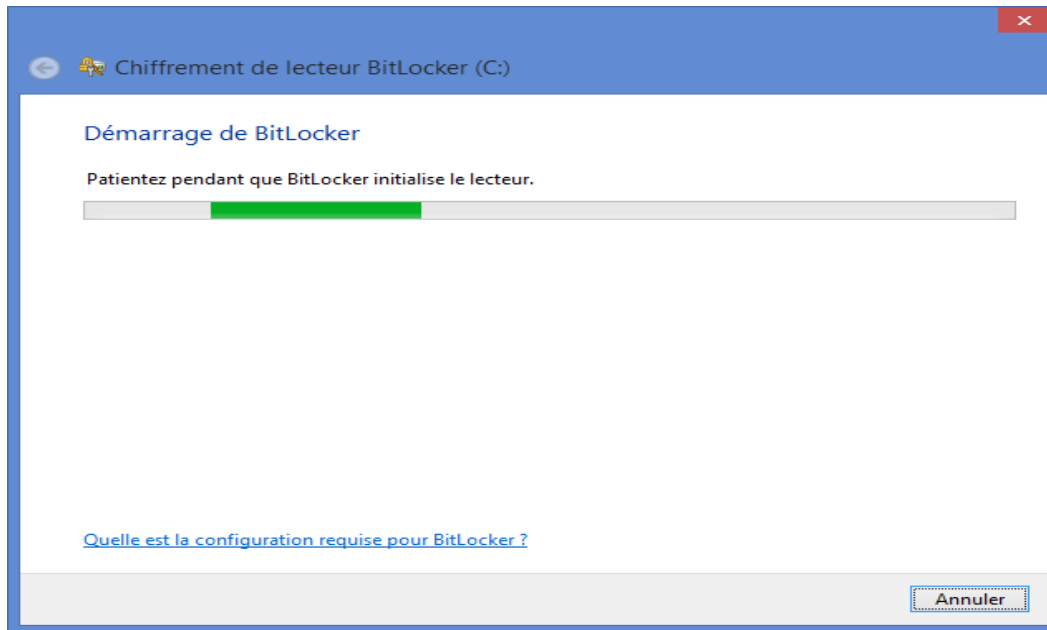 Chiffrement de lecteur BitLocker (C:)
Démarrage de BitLocker
Patientez pendant que BitLocker initialise le lecteur.
Quelle est la configuration requise pour BitLocker ?
Annuler